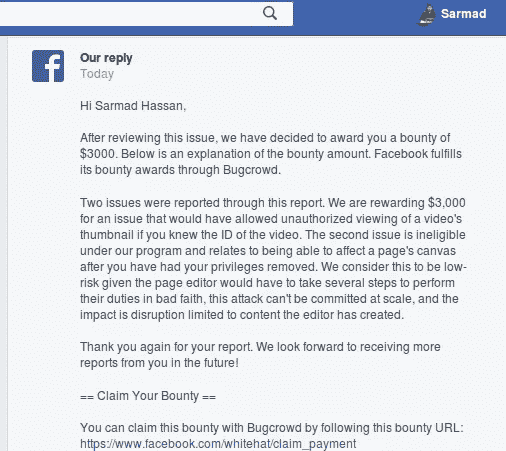 Sarmad
Our reply
Today
Hi Sarmad Hassan,
After reviewing this issue, we have decided to award you a bounty of
$3000. Below is an explanation of the bounty amount. Facebook fulfills
its bounty awards through Bugcrowd.
Two issues were reported through this report. We are rewarding $3,000
for an issue that would have allowed unauthorized viewing of a video's
thumbnail if you knew the ID of the video. The second issue is ineligible
under our program and relates to being able to affect a page's canvas
after you have had your privileges removed. We consider this to be low-
risk given the page editor would have to take several steps to perform
their duties in bad faith, this attack can't be committed at scale, and the
impact is disruption limited to content the editor has created.
Thank you again for your report. We look forward to receiving more
reports from you in the future!
== Claim Your Bounty ==
You can claim this bounty with Bugcrowd by following this bounty URL:
https://www.facebook.com/whitehat/claim_payment